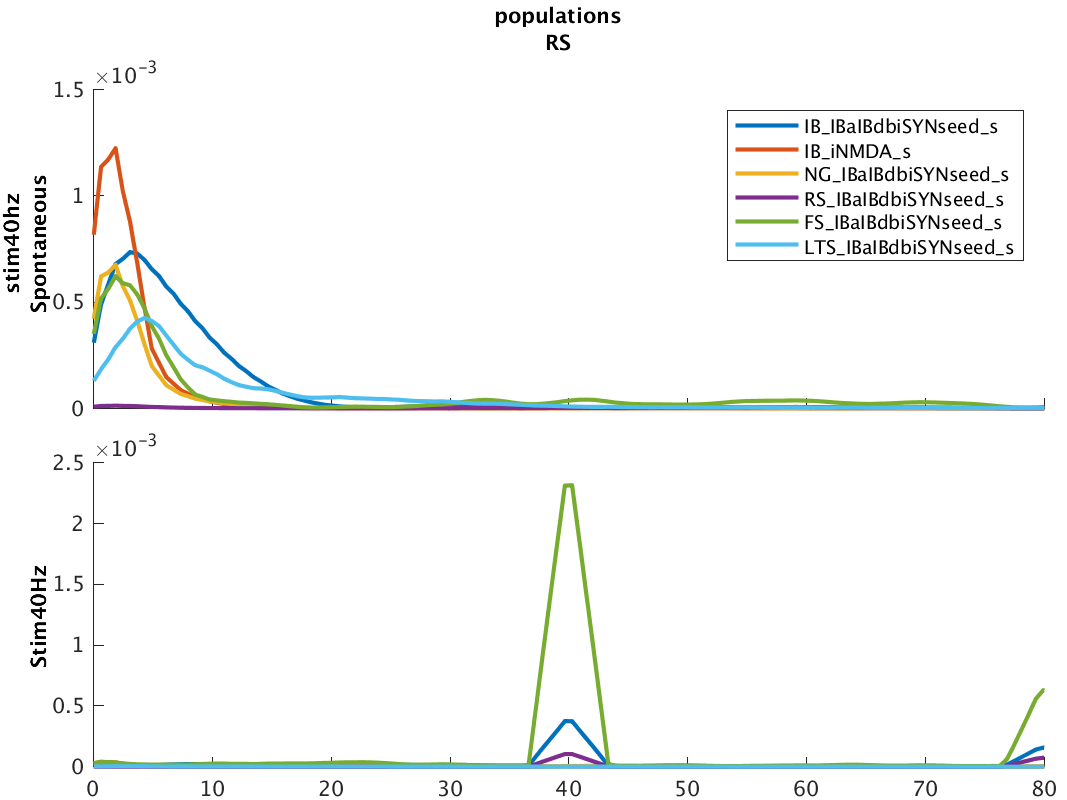 populations
RS
×10⁻³
1.5
1
0.5
0
stim40hz
Spontaneous
IB_IBaIBdbiSYNseed_s
IB_iNMDA_s
NG_IBaIBdbiSYNseed_s
RS_IBaIBdbiSYNseed_s
FS_IBaIBdbiSYNseed_s
LTS_IBaIBdbiSYNseed_s
×10⁻³
2.5
2
1.5
1
0.5
0
Stim40Hz
0 10 20 30 40 50 60 70 80